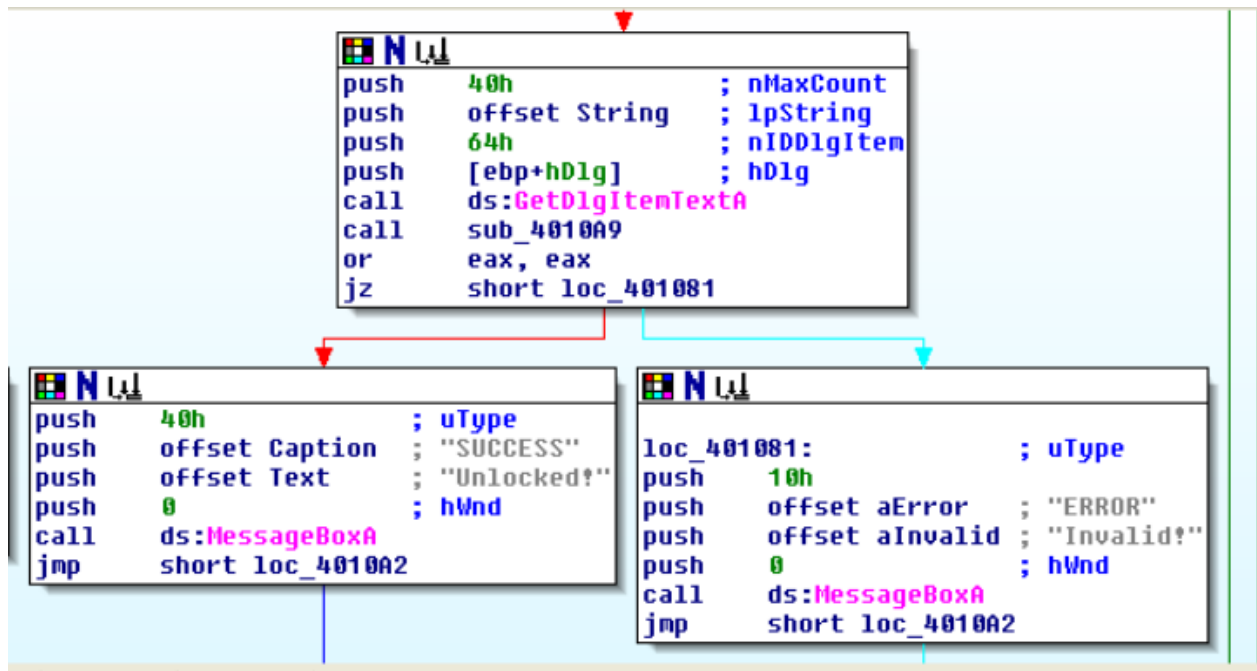 N
push 40h ; nMaxCount
push offset String ; lpString
push 64h ; nIDDlgItem
push [ebp+hDlg] ; hDlg
call ds:GetDlgItemTextA
call sub_4010A9
or eax, eax
jz short loc_401081
N
push 40h ; uType
push offset Caption ; "SUCCESS"
push offset Text ; "Unlocked!"
push 0 ; hWnd
call ds:MessageBoxA
jmp short loc_4010A2
N
loc_401081: ; uType
push 10h
push offset aError ; "ERROR"
push offset aInvalid ; "Invalid!"
push 0 ; hWnd
call ds:MessageBoxA
jmp short loc_4010A2